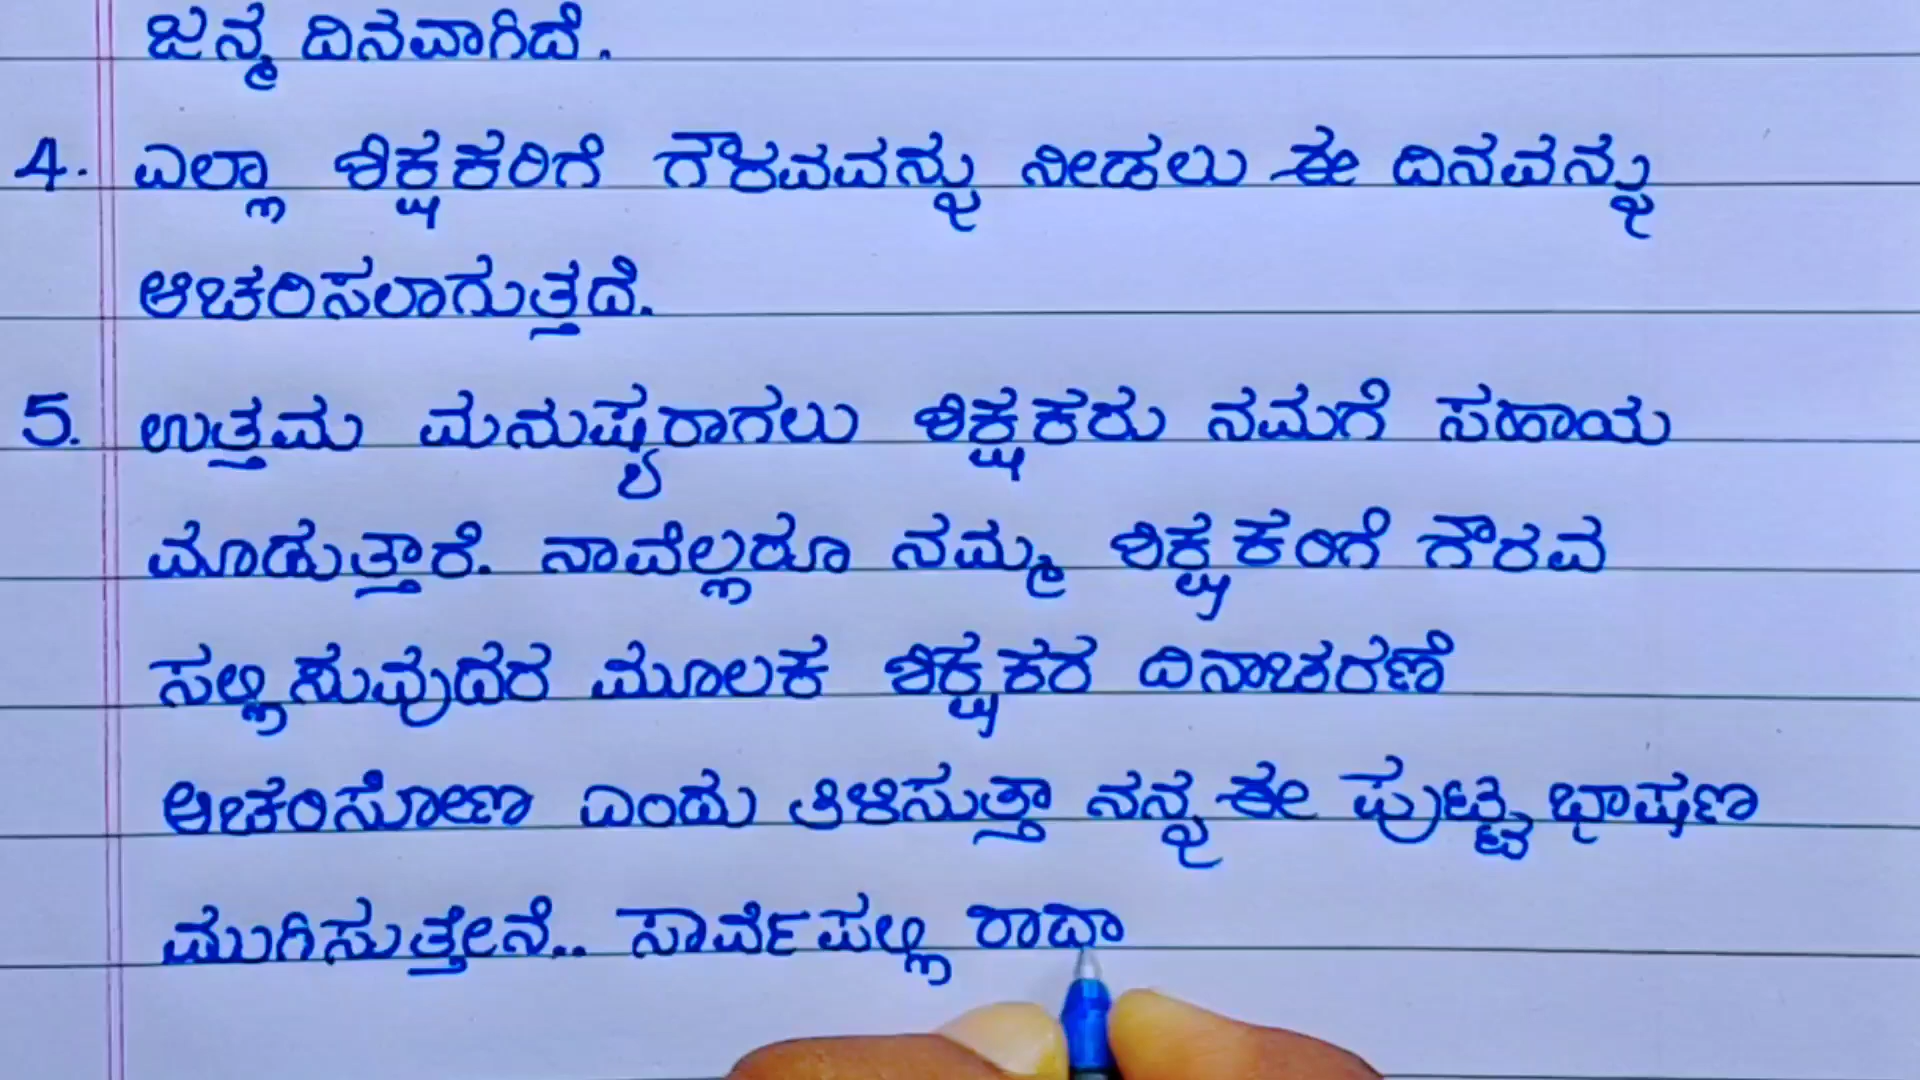 ಜನ್ಮ ದಿನವಾಗಿದೆ.
4. ಎಲ್ಲಾ ಶಿಕ್ಷಕರಿಗೆ ಗೌರವವನ್ನು ನೀಡಲು ಈ ದಿನವನ್ನು
ಆಚರಿಸಲಾಗುತ್ತದೆ.
5. ಉತ್ತಮ ಮನುಷ್ಯರಾಗಲು ಶಿಕ್ಷಕರು ನಮಗೆ ಸಹಾಯ
ಮಾಡುತ್ತಾರೆ. ನಾವೆಲ್ಲರೂ ನಮ್ಮ ಶಿಕ್ಷಕರಿಗೆ ಗೌರವ
ಸಲ್ಲಿಸುವುದರ ಮೂಲಕ ಶಿಕ್ಷಕರ ದಿನಾಚರಣೆ
ಆಚರಿಸೋಣ ಎಂದು ತಿಳಿಸುತ್ತಾ ನನ್ನ ಈ ಪುಟ್ಟ ಭಾಷಣ
ಮುಗಿಸುತ್ತೇನೆ.. ಸಾರ್ವೆಪಲ್ಲಿ ರಾದಾ